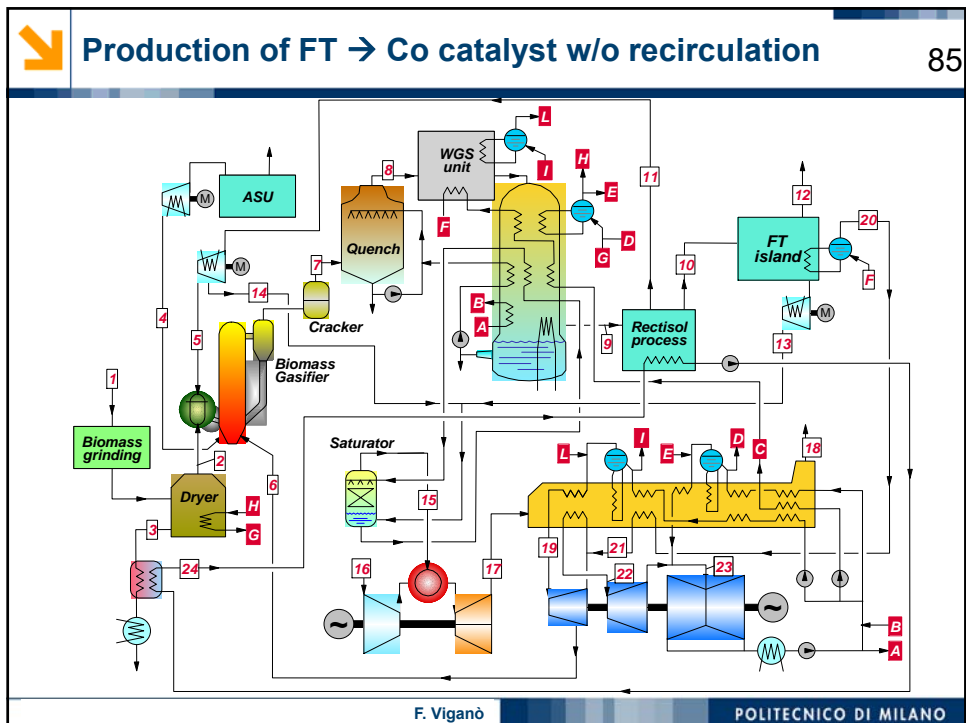 Production of FT → Co catalyst w/o recirculation
85
L
WGS
unit
I
H
E
8
11
12
M
ASU
F
D
G
FT
island
20
F
Quench
M
7
10
14
B
A
Cracker
4
5
Rectisol
process
9
M
13
Biomass
Gasifier
1
Biomass
grinding
2
6
Saturator
15
L
I
E
D
C
18
Dryer
H
G
3
24
16
17
19
21
22
23
~
~
B
A
F. Viganò
POLITECNICO DI MILANO